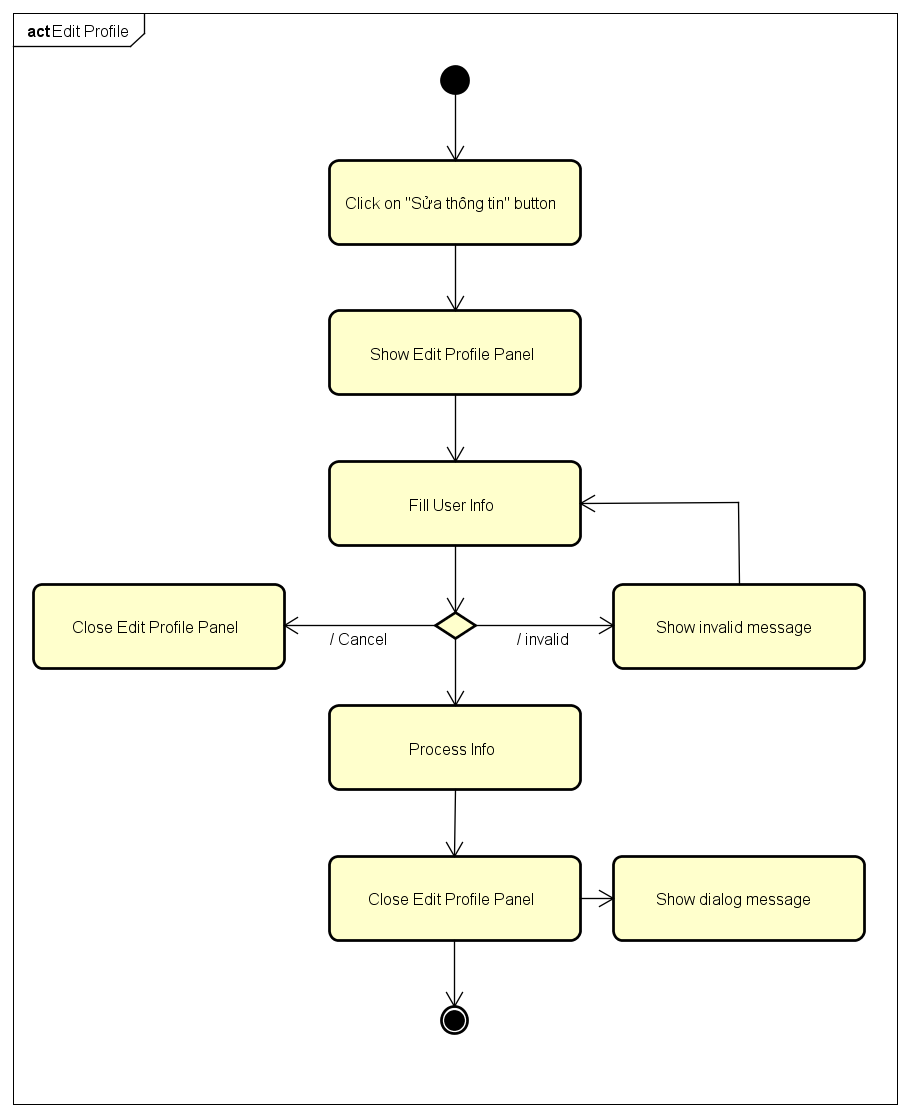 act Edit Profile
Click on "Sửa thông tin" button
Show Edit Profile Panel
Fill User Info
Close Edit Profile Panel
/ Cancel
/ invalid
Show invalid message
Process Info
Close Edit Profile Panel
Show dialog message